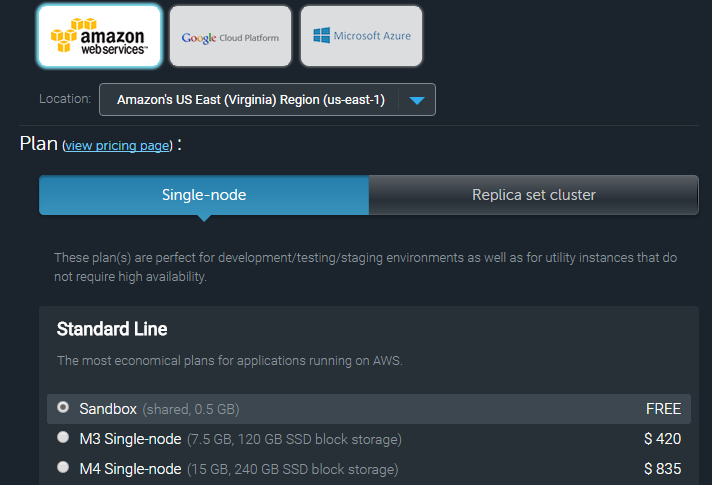 amazon
web services™
Google Cloud Platform
Microsoft Azure
Location:
Amazon's US East (Virginia) Region (us-east-1)
Plan (view pricing page) :
Single-node
Replica set cluster
These plan(s) are perfect for development/testing/staging environments as well as for utility instances that do
not require high availability.
Standard Line
The most economical plans for applications running on AWS.
Sandbox (shared, 0.5 GB) FREE
M3 Single-node (7.5 GB, 120 GB SSD block storage) $ 420
M4 Single-node (15 GB, 240 GB SSD block storage) $ 835